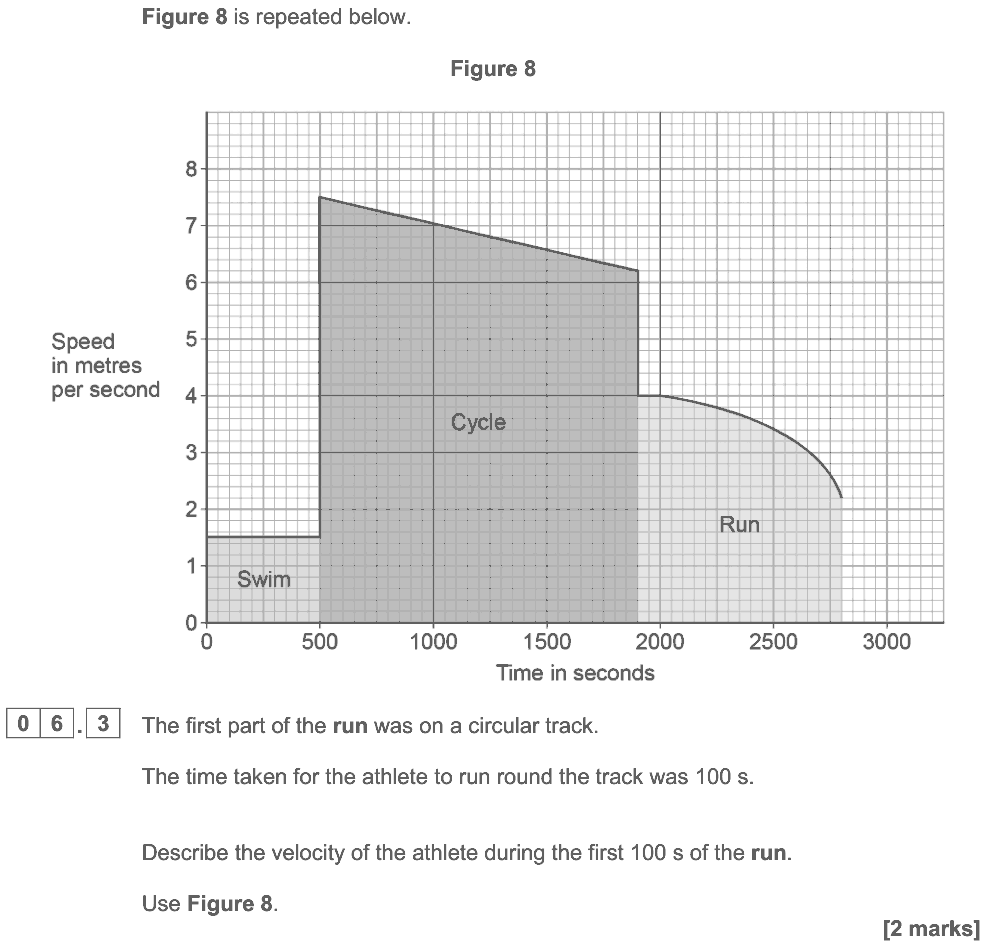 Figure 8 is repeated below.
Figure 8
8
7
6
5
4
3
2
1
0
Speed
in metres
per second
Swim
Cycle
Run
0 500 1000 1500 2000 2500 3000
Time in seconds
0 6 . 3 The first part of the run was on a circular track.
The time taken for the athlete to run round the track was 100 s.
Describe the velocity of the athlete during the first 100 s of the run.
Use Figure 8.
[2 marks]